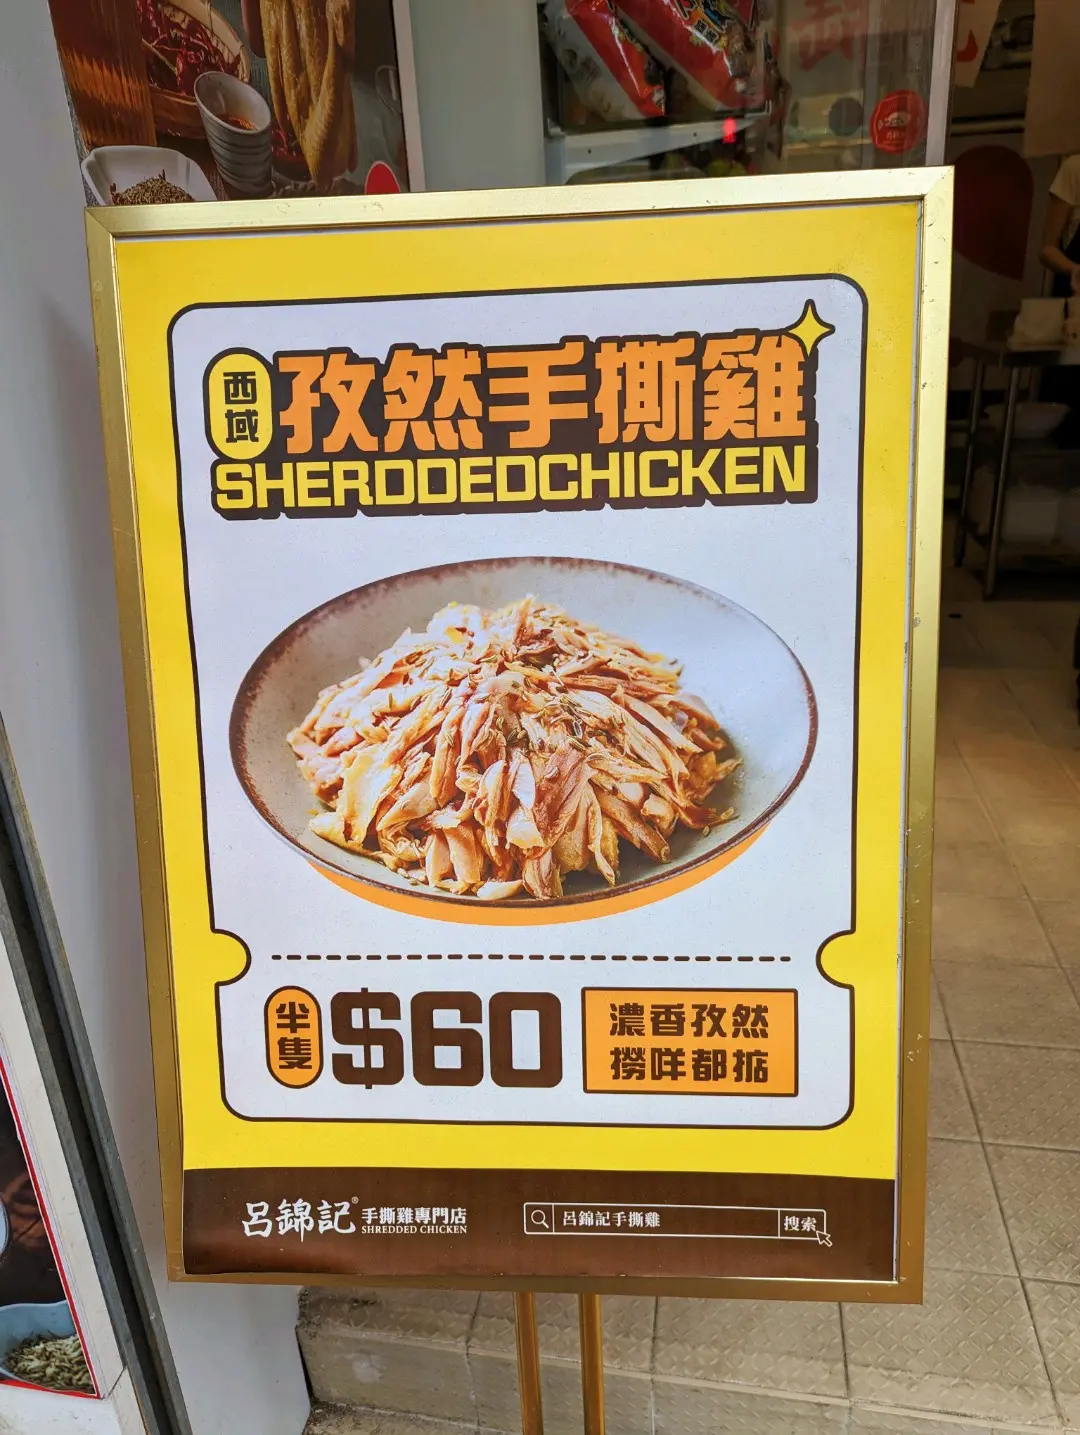 西域
孜然手撕雞
SHERDDEDCHICKEN
半隻
$60
濃香孜然
撈咩都掂
呂錦記®
手撕雞專門店
SHREDDED CHICKEN
呂錦記手撕雞
搜索